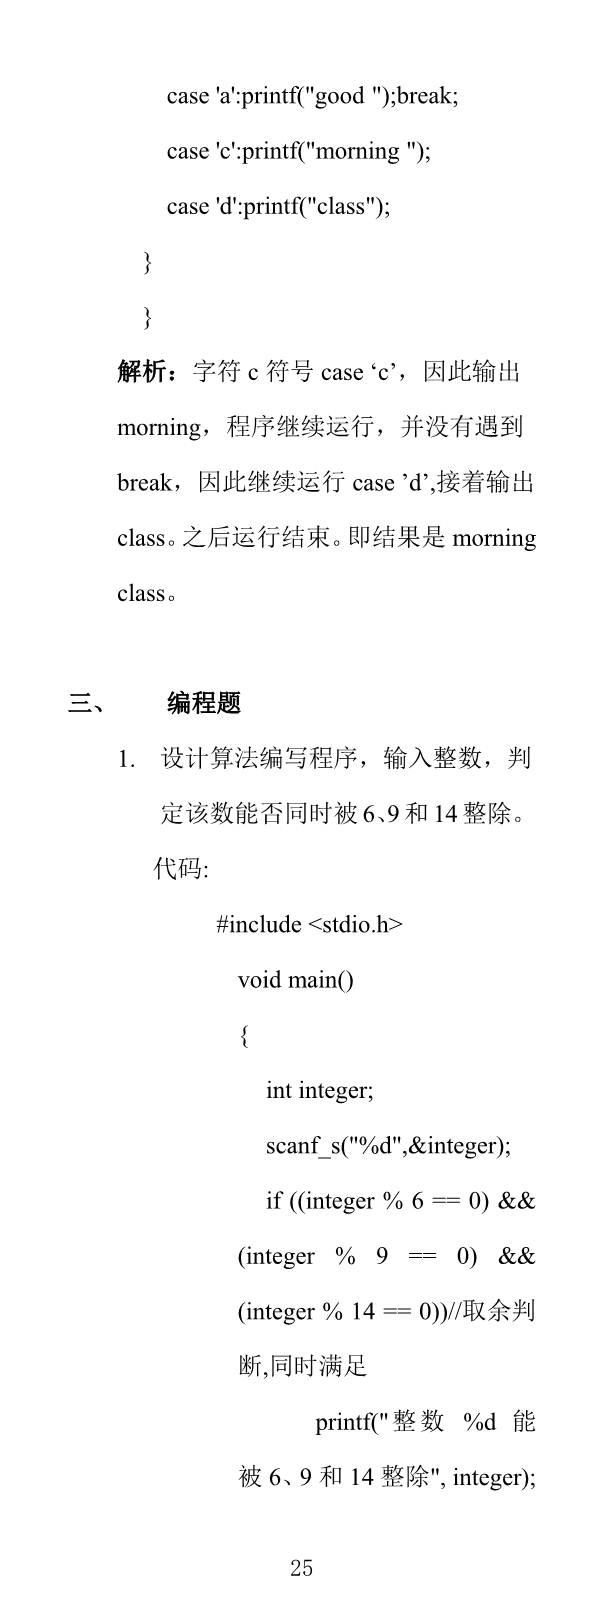 case 'a':printf("good ");break;
case 'c':printf("morning ");
case 'd':printf("class");
}
}
解析：字符 c 符号 case ‘c’，因此输出
morning，程序继续运行，并没有遇到
break，因此继续运行 case ’d’,接着输出
class。之后运行结束。即结果是 morning
class。
三、 编程题
1. 设计算法编写程序，输入整数，判
定该数能否同时被 6、9 和 14 整除。
代码:
#include <stdio.h>
void main()
{
int integer;
scanf_s("%d",&integer);
if ((integer % 6 == 0) &&
(integer % 9 == 0) &&
(integer % 14 == 0))//取余判
断,同时满足
printf("整数 %d 能
被 6、9 和 14 整除", integer);
25